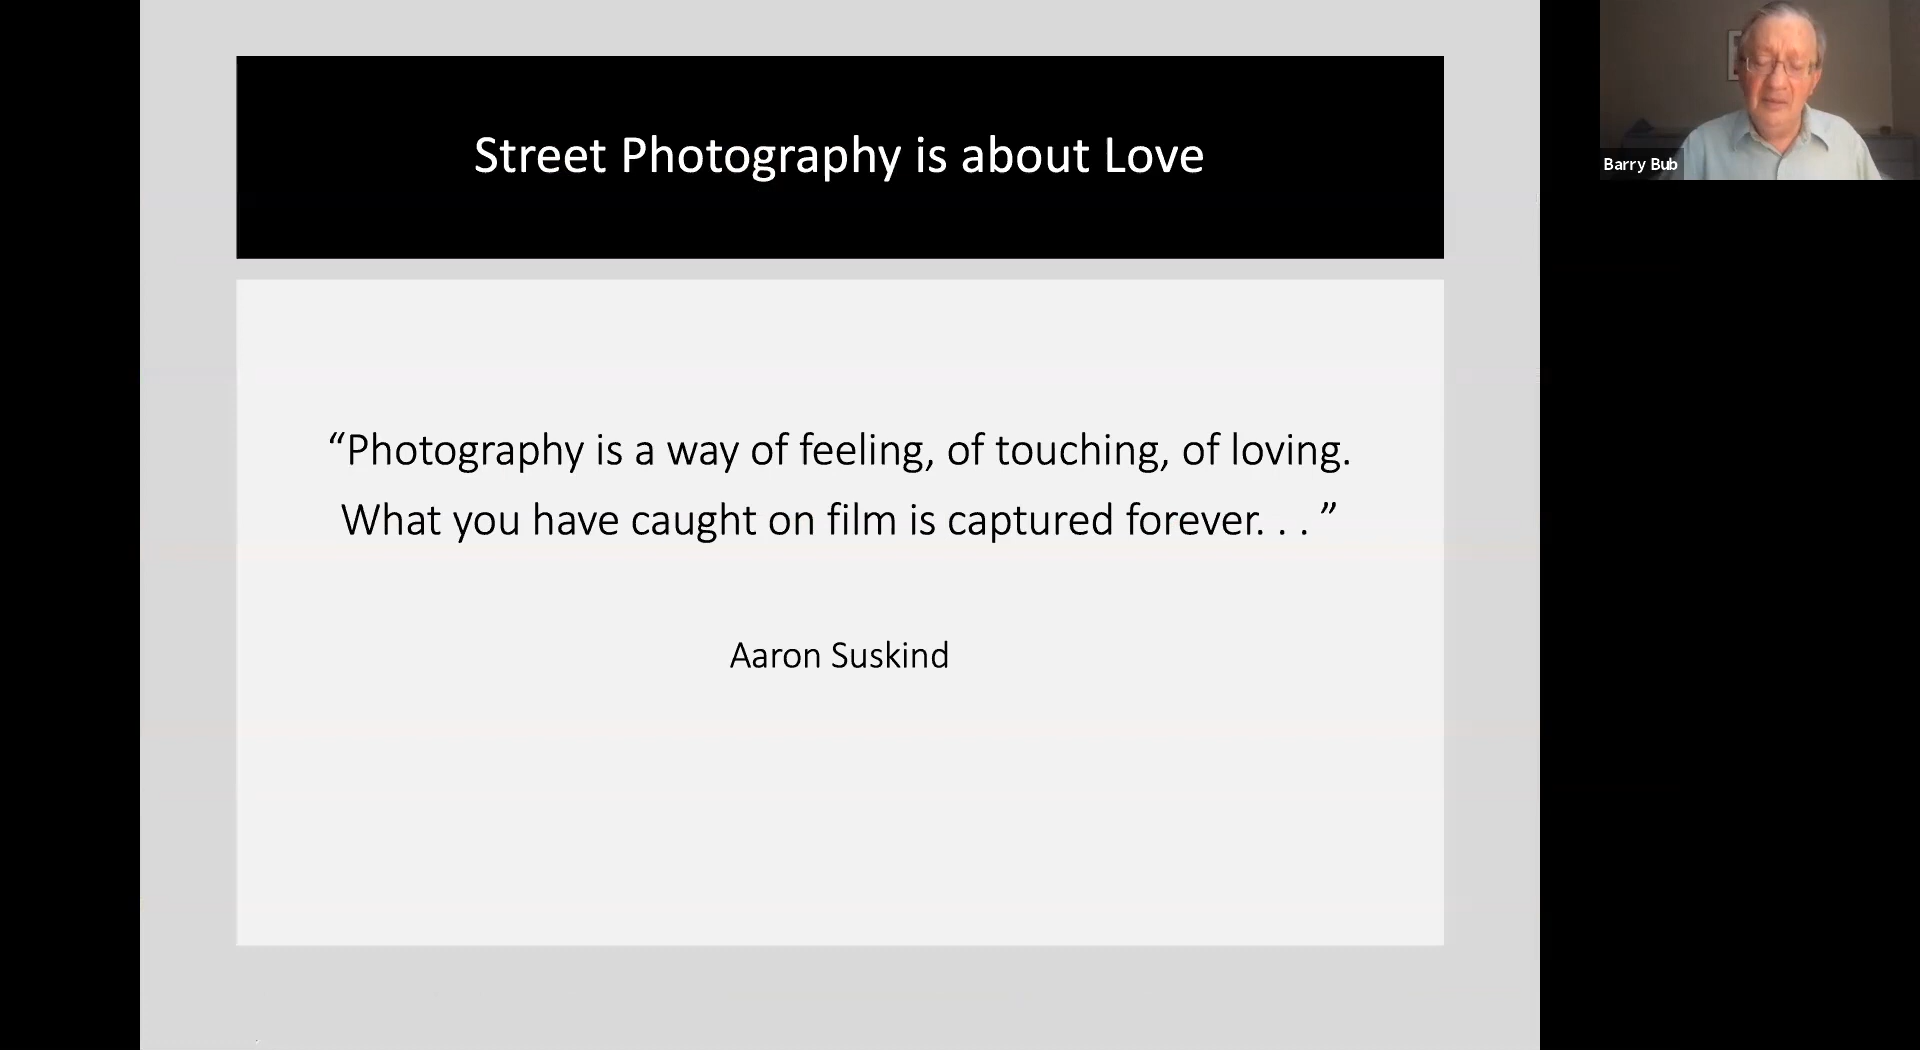 Street Photography is about Love
“Photography is a way of feeling, of touching, of loving.
What you have caught on film is captured forever. . . ”
Aaron Suskind
Barry Bub